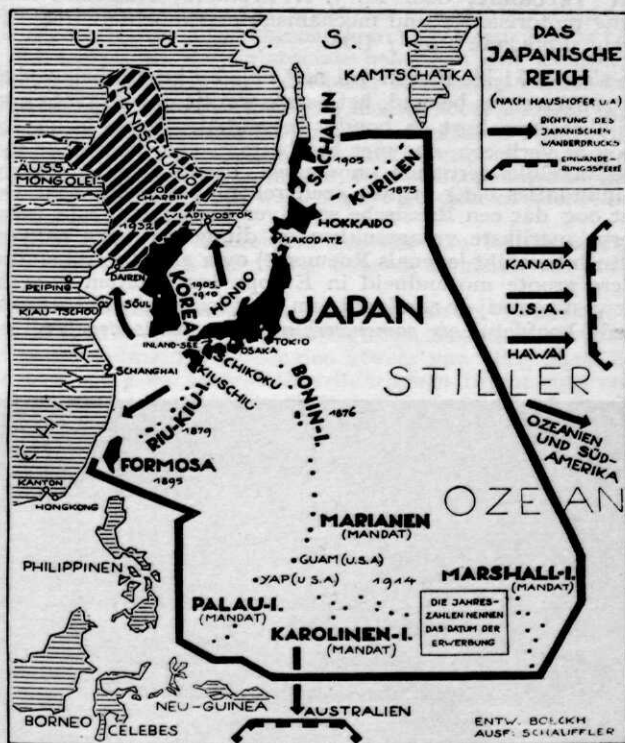 U. d. S. S. R.
KAMTSCHATKA
DAS
JAPANISCHE
REICH
(NACH HAUSHOFER U.A)
RICHTUNG DES
JAPANISCHEN
WANDERDRUCKS
EINWANDE-
RUNGSSPERRE
MANDSCHUKUO
AUSS.
MONGOLEI
CHARBIN
WLADIWOSTOK
1932
SACHALIN
1905
KURILEN
1875
HOKKAIDO
HAKODATE
KANADA
U.S.A.
HAWAI
DAIREN
PEIPING
KIAU-TSCHOU
SÖUL
KOREA
1905-
1910
HONDO
JAPAN
INLAND-SEE
OSAKA
TOKIO
SCHIKOKU
KIUSCHIU
SCHANGHAI
CHINA
RIU-KIU-I.
1879
BONIN-I.
1876
STILLER
OZEAN
OZEANIEN
UND SÜD-
AMERIKA
FORMOSA
1895
KANTON
HONGKONG
MARIANEN
(MANDAT)
PHILIPPINEN
GUAM (U.S.A)
YAP (U S A)
1914
MARSHALL-I.
(MANDAT)
PALAU-I.
(MANDAT)
KAROLINEN-I.
(MANDAT)
DIE JAHRES-
ZAHLEN NENNEN
DAS DATUM DER
ERWERBUNG
BORNEO
CELEBES
NEU-GUINEA
AUSTRALIEN
ENTW. BOECKH
AUSF: SCHAUFFLER